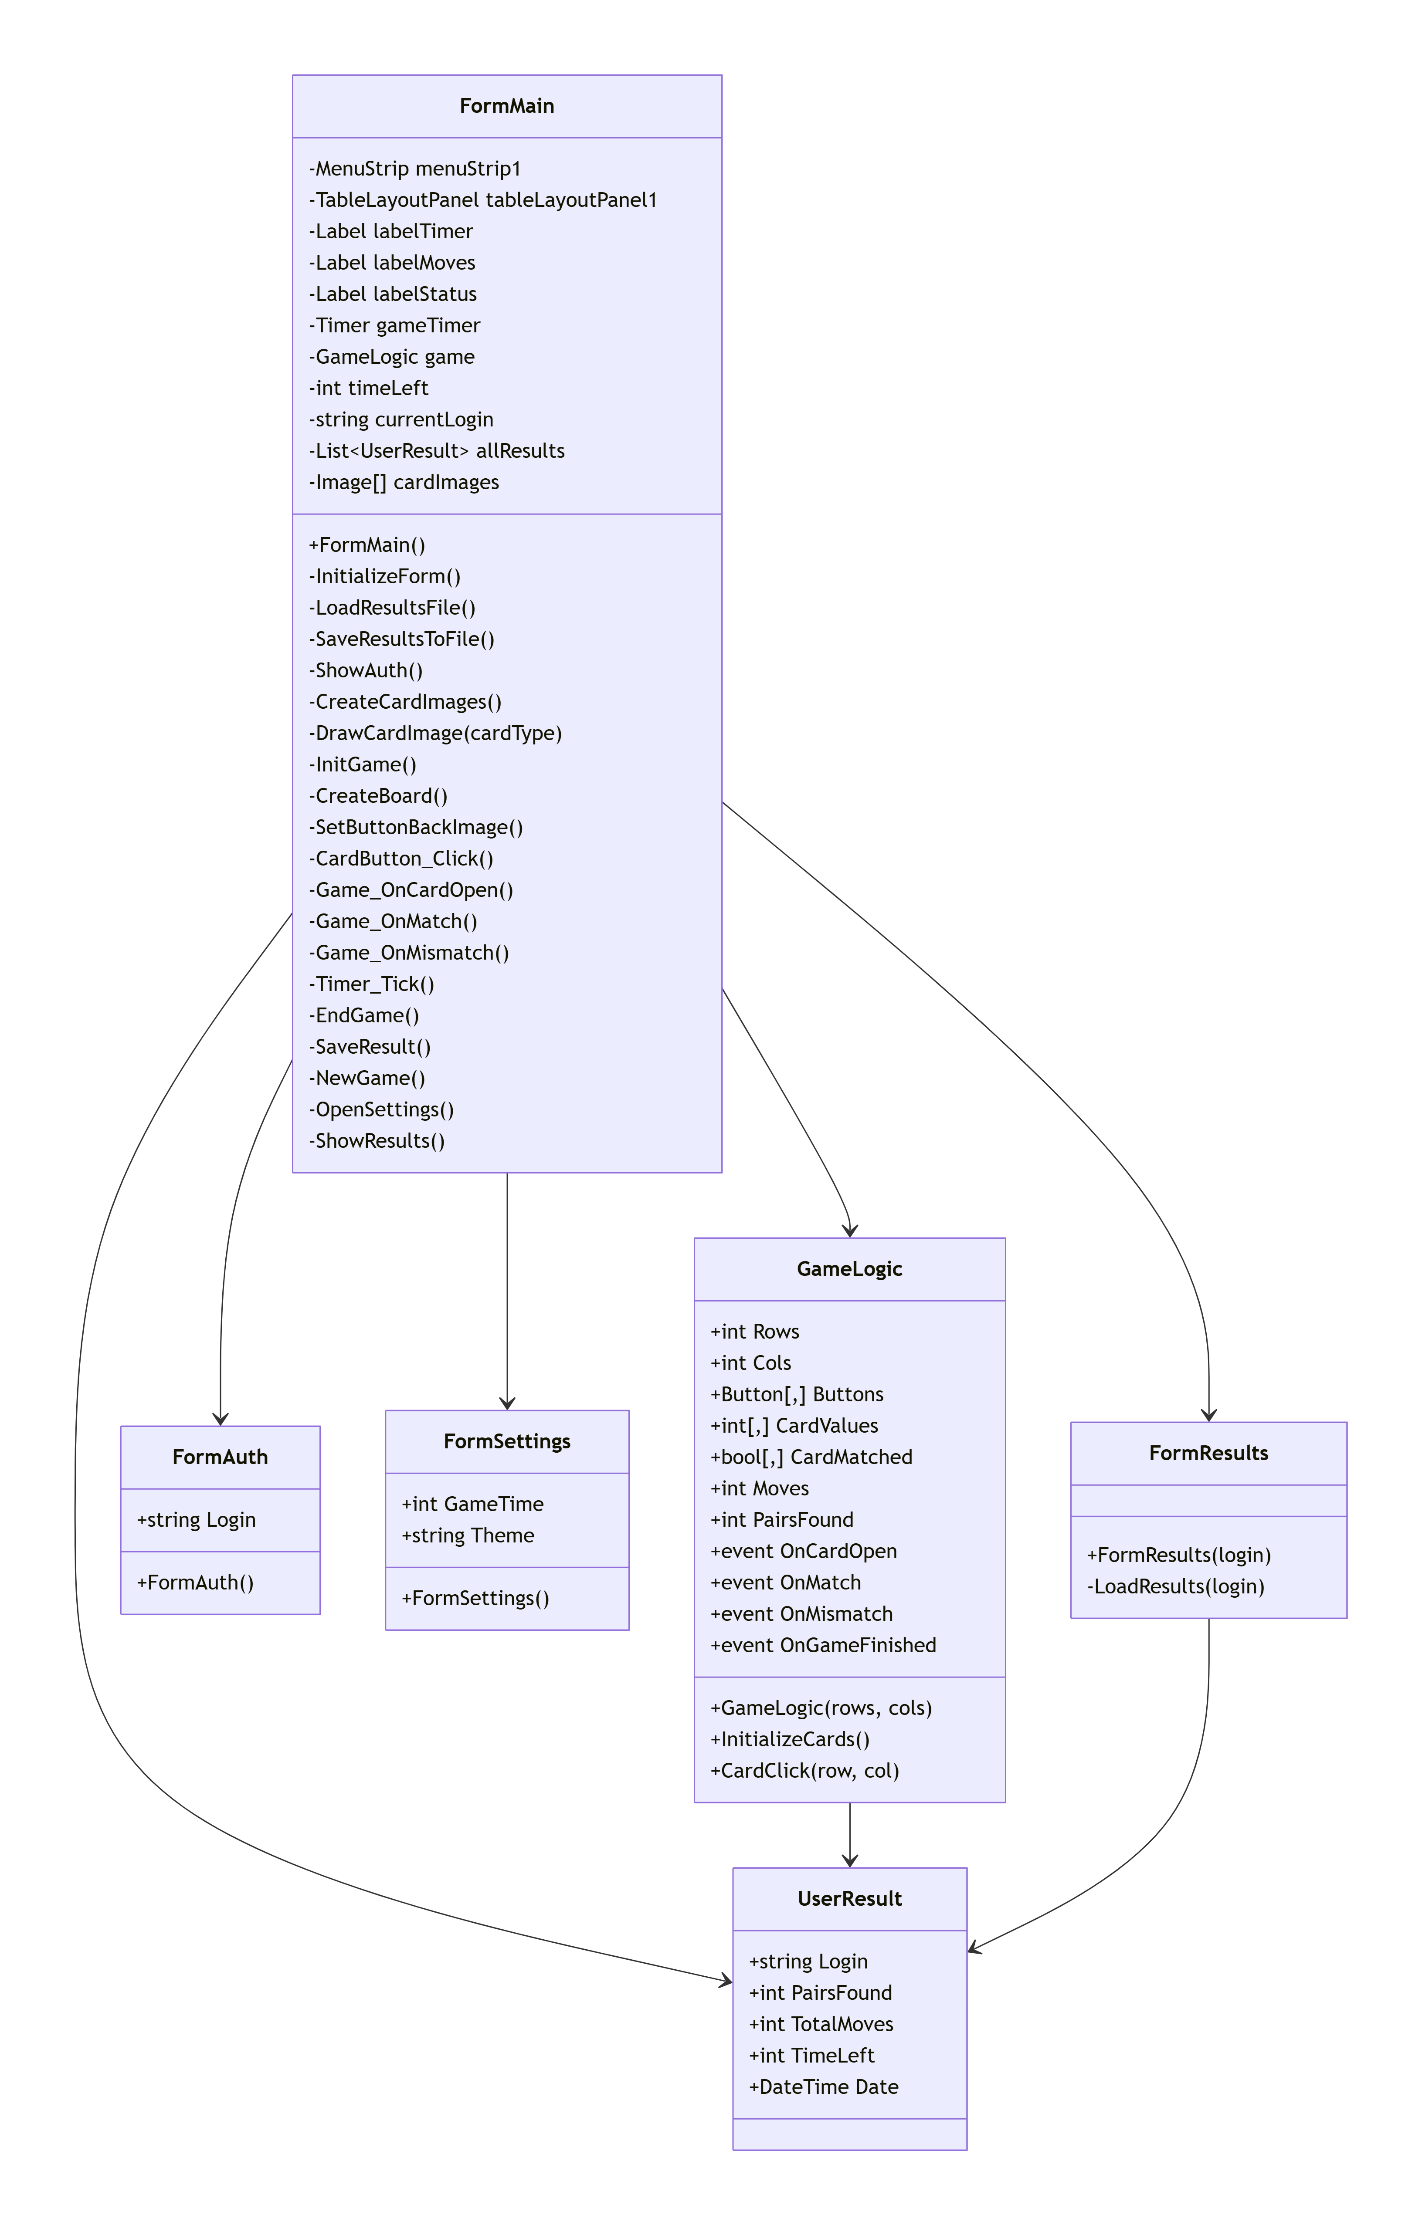 FormMain
-MenuStrip menuStrip1
-TableLayoutPanel tableLayoutPanel1
-Label labelTimer
-Label labelMoves
-Label labelStatus
-Timer gameTimer
-GameLogic game
-int timeLeft
-string currentLogin
-List<UserResult> allResults
-Image[] cardImages
+FormMain()
-InitializeForm()
-LoadResultsFile()
-SaveResultsToFile()
-ShowAuth()
-CreateCardImages()
-DrawCardImage(cardType)
-InitGame()
-CreateBoard()
-SetButtonBackImage()
-CardButton_Click()
-Game_OnCardOpen()
-Game_OnMatch()
-Game_OnMismatch()
-Timer_Tick()
-EndGame()
-SaveResult()
-NewGame()
-OpenSettings()
-ShowResults()
FormAuth
+string Login
+FormAuth()
FormSettings
+int GameTime
+string Theme
+FormSettings()
GameLogic
+int Rows
+int Cols
+Button[,] Buttons
+int[,] CardValues
+bool[,] CardMatched
+int Moves
+int PairsFound
+event OnCardOpen
+event OnMatch
+event OnMismatch
+event OnGameFinished
+GameLogic(rows, cols)
+InitializeCards()
+CardClick(row, col)
FormResults
+FormResults(login)
-LoadResults(login)
UserResult
+string Login
+int PairsFound
+int TotalMoves
+int TimeLeft
+DateTime Date